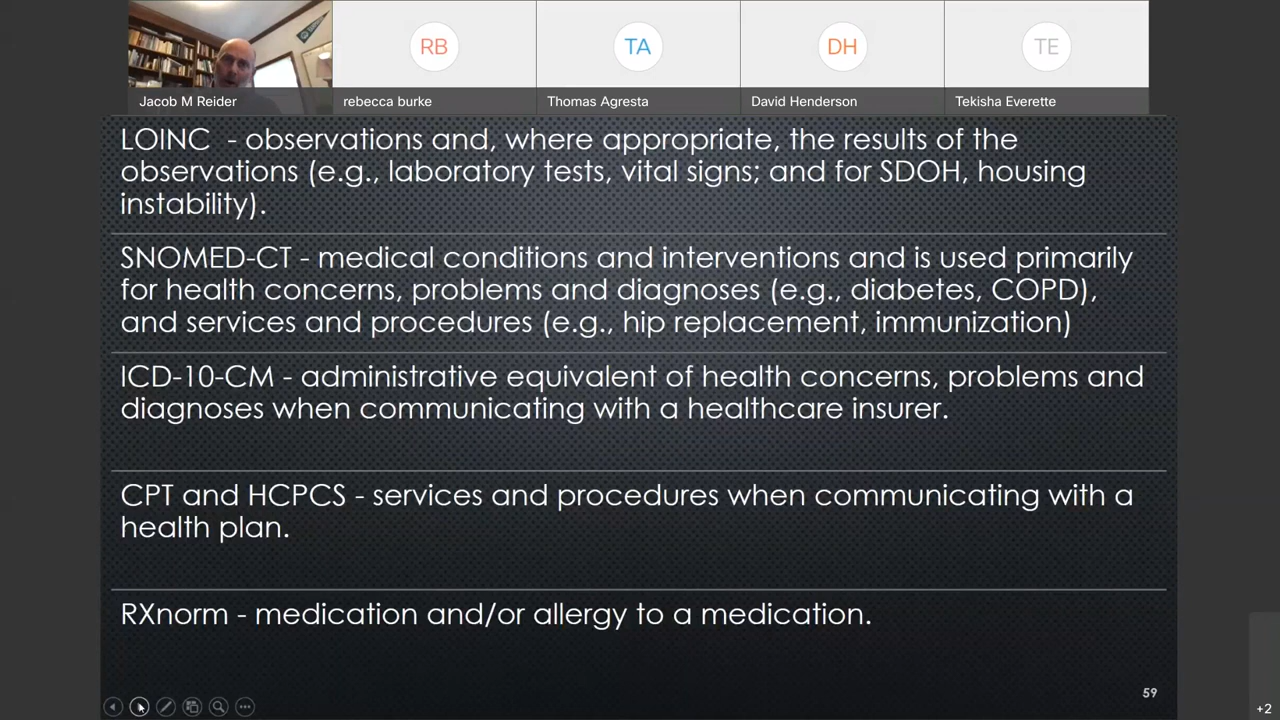 RB
TA
DH
TE
Jacob M Reider
rebecca burke
Thomas Agresta
David Henderson
Tekisha Everette
LOINC - observations and, where appropriate, the results of the
observations (e.g., laboratory tests, vital signs; and for SDOH, housing
instability).
SNOMED-CT - medical conditions and interventions and is used primarily
for health concerns, problems and diagnoses (e.g., diabetes, COPD),
and services and procedures (e.g., hip replacement, immunization)
ICD-10-CM - administrative equivalent of health concerns, problems and
diagnoses when communicating with a healthcare insurer.
CPT and HCPCS - services and procedures when communicating with a
health plan.
RXnorm - medication and/or allergy to a medication.
59
+2